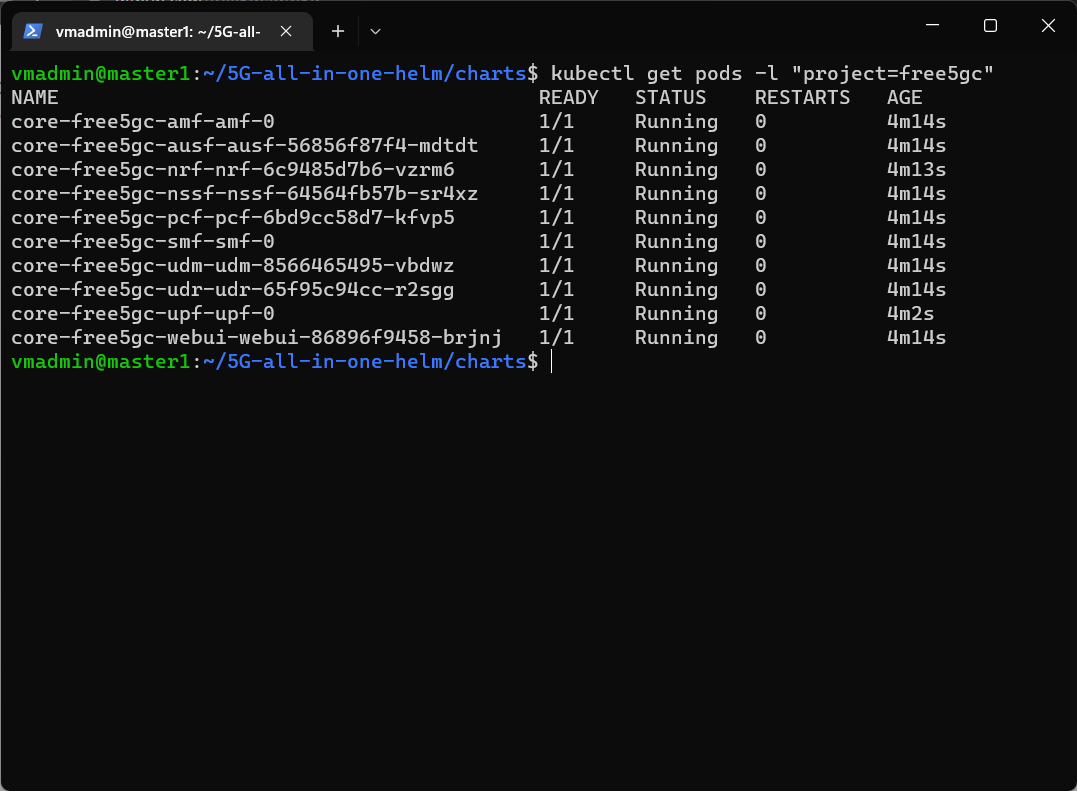 vmadmin@master1: ~/5G-all-
vmadmin@master1:~/5G-all-in-one-helm/charts$ kubectl get pods -l "project=free5gc"
NAME READY STATUS RESTARTS AGE
core-free5gc-amf-amf-0 1/1 Running 0 4m14s
core-free5gc-ausf-ausf-56856f87f4-mdtdt 1/1 Running 0 4m14s
core-free5gc-nrf-nrf-6c9485d7b6-vzrm6 1/1 Running 0 4m13s
core-free5gc-nssf-nssf-64564fb57b-sr4xz 1/1 Running 0 4m14s
core-free5gc-pcf-pcf-6bd9cc58d7-kfvp5 1/1 Running 0 4m14s
core-free5gc-smf-smf-0 1/1 Running 0 4m14s
core-free5gc-udm-udm-8566465495-vbdwz 1/1 Running 0 4m14s
core-free5gc-udr-udr-65f95c94cc-r2sgg 1/1 Running 0 4m14s
core-free5gc-upf-upf-0 1/1 Running 0 4m2s
core-free5gc-webui-webui-86896f9458-brjnj 1/1 Running 0 4m14s
vmadmin@master1:~/5G-all-in-one-helm/charts$